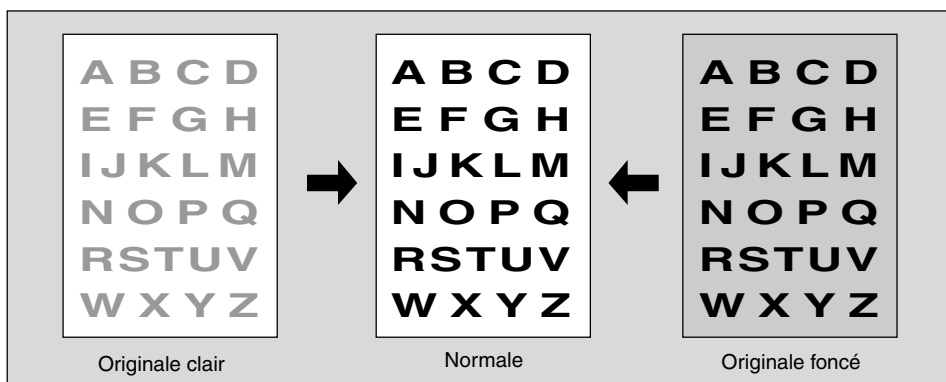 A B C D
E F G H
I J K L M
N O P Q
R S T U V
W X Y Z
Originale clair
A B C D
E F G H
I J K L M
N O P Q
R S T U V
W X Y Z
Normale
A B C D
E F G H
I J K L M
N O P Q
R S T U V
W X Y Z
Originale foncé